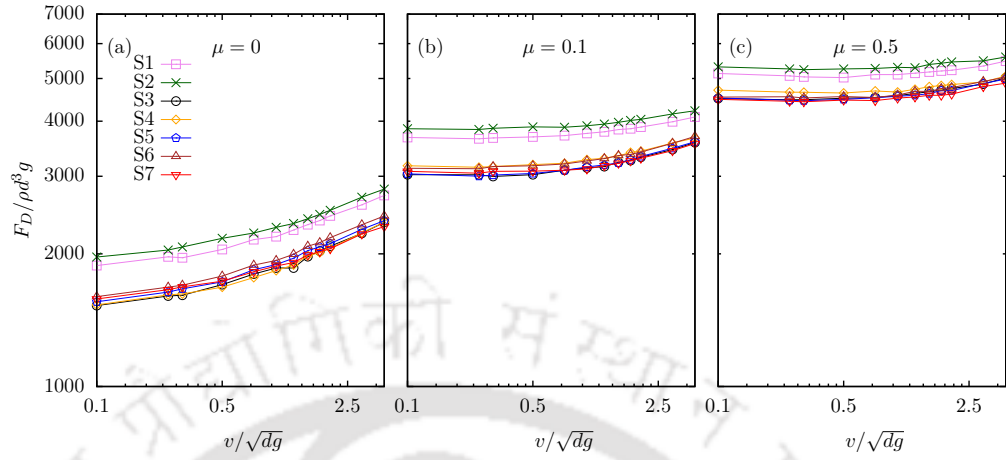 7000
6000
5000
4000
3000
2000
1000
F_D/ρd³g
(a) μ = 0
S1
S2
S3
S4
S5
S6
S7
0.1 0.5 2.5
v/√dg
(b) μ = 0.1
0.1 0.5 2.5
v/√dg
(c) μ = 0.5
0.1 0.5 2.5
v/√dg